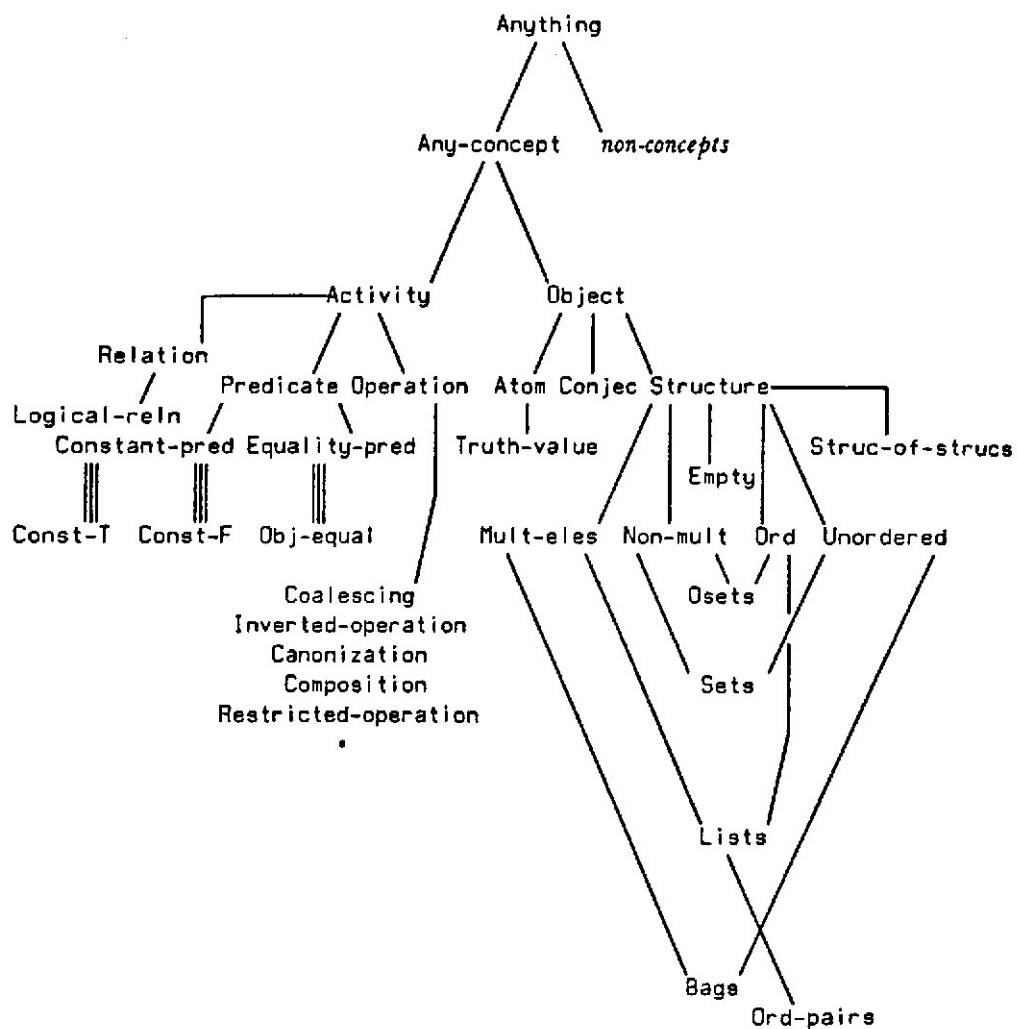 Anything
Any-concept non-concepts
Activity Object
Relation
Predicate Operation Atom Conjec Structure
Logical-reln
Constant-pred Equality-pred Truth-value Struc-of-strucs
Empty
Const-T Const-F Obj-equal Mult-eles Non-mult Ord Unordered
Coalescing Osets
Inverted-operation
Canonization
Composition Sets
Restricted-operation
Lists
Bags
Ord-pairs